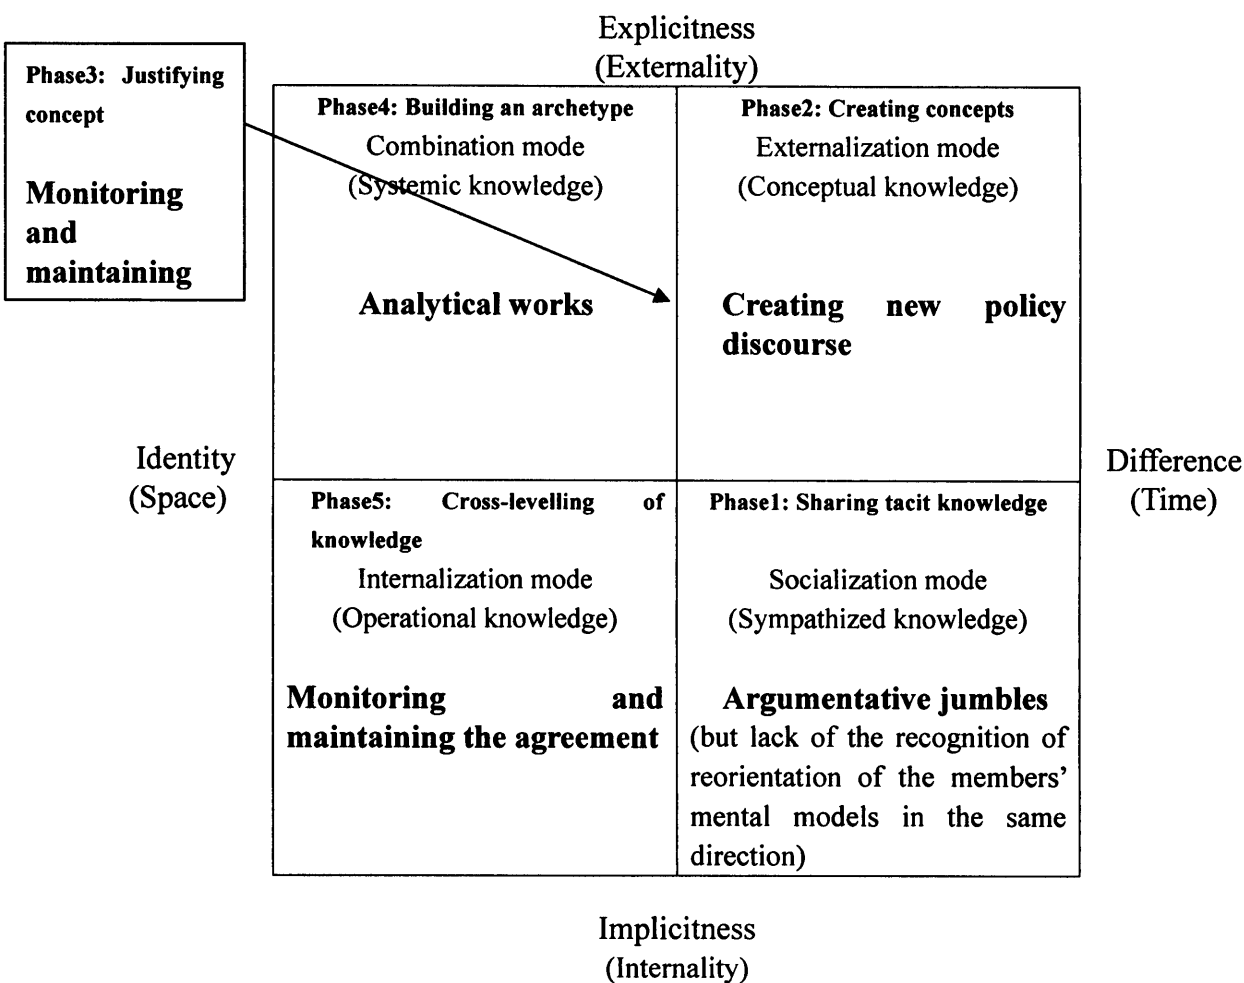 Explicitness
(Externality)
Phase3: Justifying
concept
Monitoring
and
maintaining
Phase4: Building an archetype
Combination mode
(Systemic knowledge)
Analytical works
Phase2: Creating concepts
Externalization mode
(Conceptual knowledge)
Creating new policy
discourse
Identity
(Space)
Difference
(Time)
Phase5: Cross-levelling of
knowledge
Internalization mode
(Operational knowledge)
Monitoring and
maintaining the agreement
Phase1: Sharing tacit knowledge
Socialization mode
(Sympathized knowledge)
Argumentative jumbles
(but lack of the recognition of
reorientation of the members’
mental models in the same
direction)
Implicitness
(Internality)